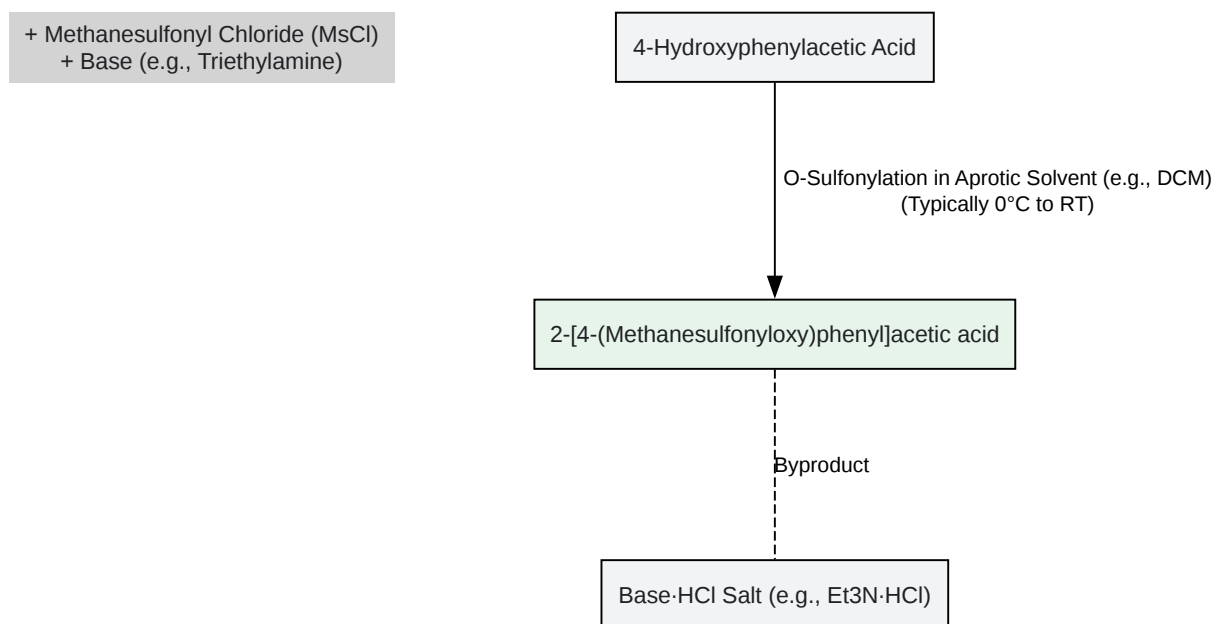 + Methanesulfonyl Chloride (MsCl)
+ Base (e.g., Triethylamine)
4-Hydroxyphenylacetic Acid
O-Sulfonylation in Aprotic Solvent (e.g., DCM)
(Typically 0°C to RT)
2-[4-(Methanesulfonyloxy)phenyl]acetic acid
Byproduct
Base·HCl Salt (e.g., Et3N·HCl)